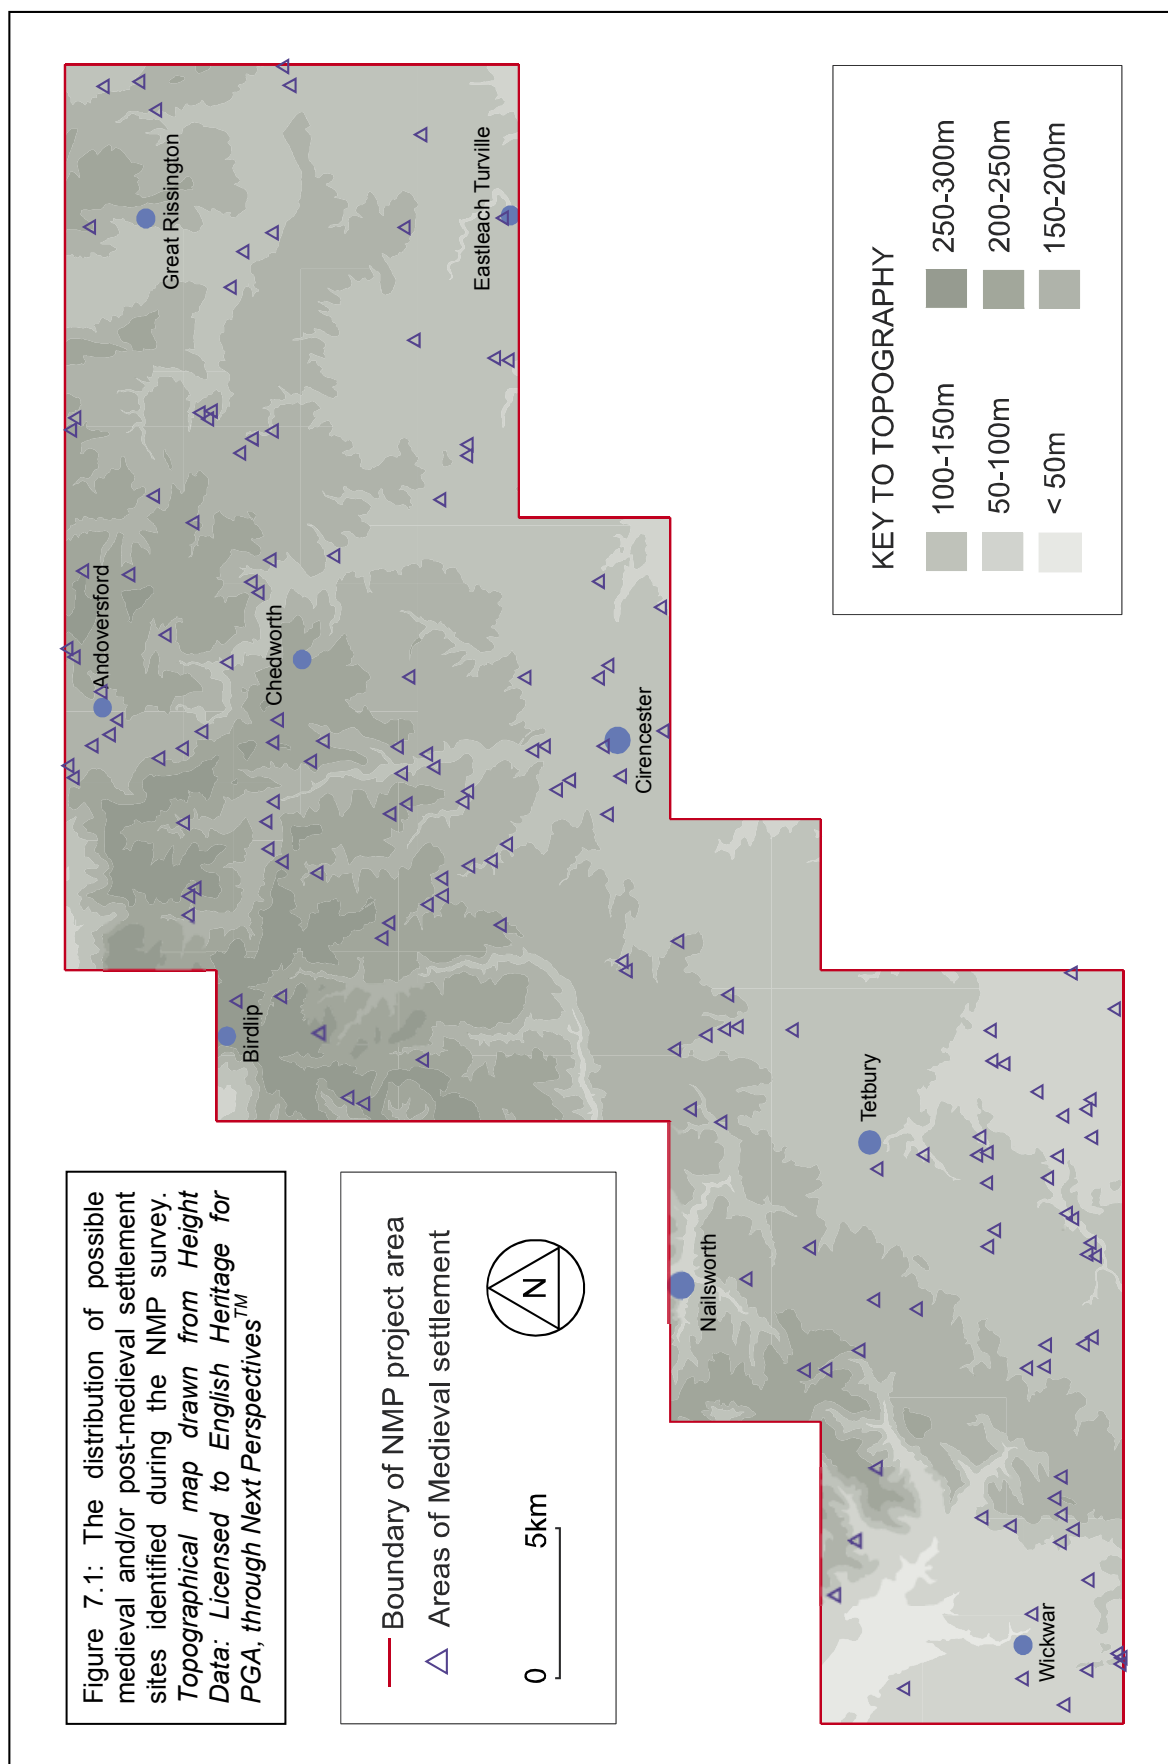 Figure 7.1: The distribution of possible
medieval and/or post-medieval settlement
sites identified during the NMP survey.
Topographical map drawn from Height
Data: Licensed to English Heritage for
PGA, through Next Perspectives™
Boundary of NMP project area
Areas of Medieval settlement
0 5km
N
Birdlip
Andoversford
Great Rissington
Chedworth
Eastleach Turville
Cirencester
Nailsworth
Tetbury
Wickwar
KEY TO TOPOGRAPHY
100-150m 250-300m
50-100m 200-250m
< 50m 150-200m